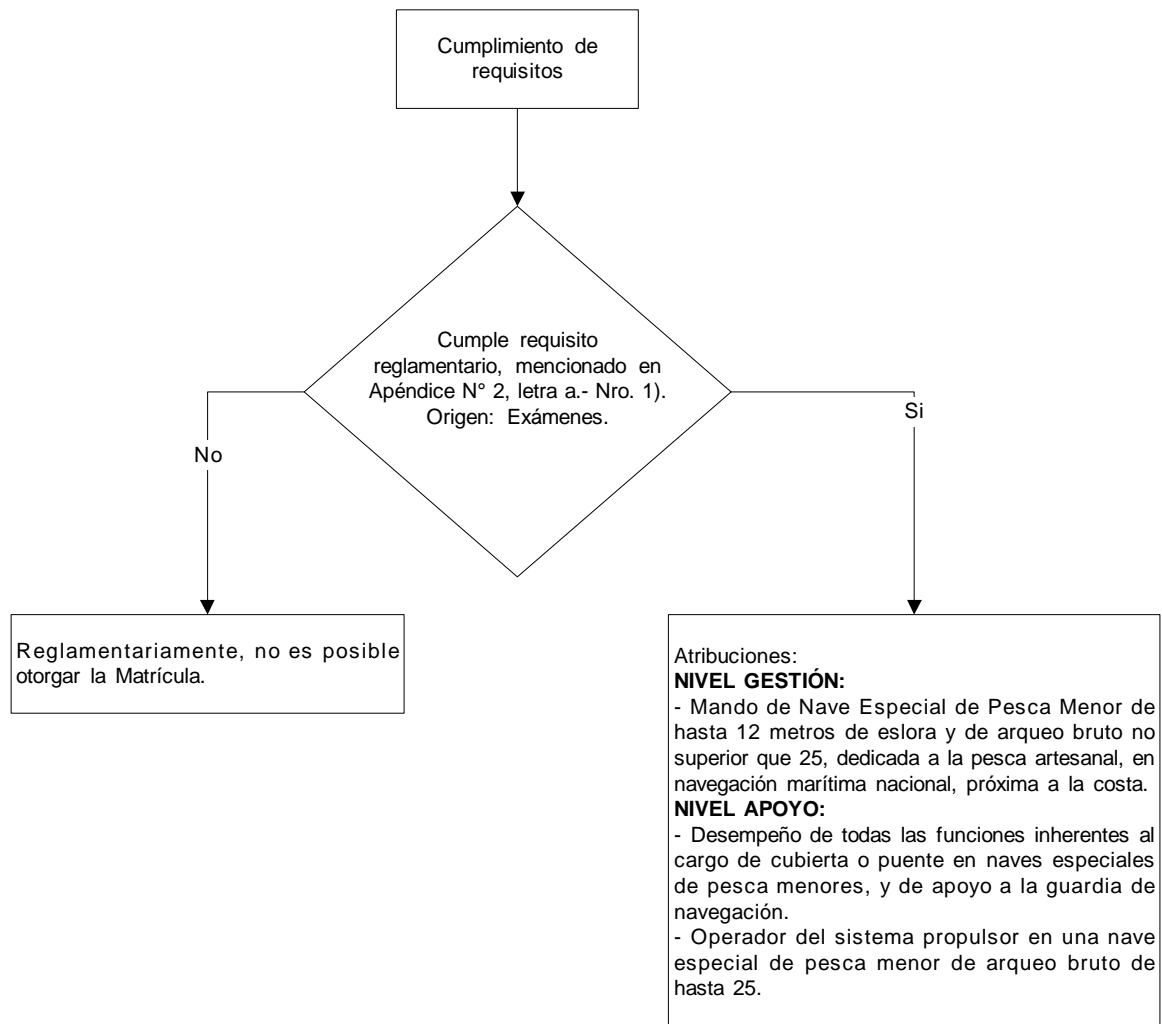 Cumplimiento de
requisitos
Cumple requisito
reglamentario, mencionado en
Apéndice N° 2, letra a.- Nro. 1).
Origen: Exámenes.
No
Si
Reglamentariamente, no es posible
otorgar la Matrícula.
Atribuciones:
NIVEL GESTIÓN:
- Mando de Nave Especial de Pesca Menor de
hasta 12 metros de eslora y de arqueo bruto no
superior que 25, dedicada a la pesca artesanal, en
navegación marítima nacional, próxima a la costa.
NIVEL APOYO:
- Desempeño de todas las funciones inherentes al
cargo de cubierta o puente en naves especiales
de pesca menores, y de apoyo a la guardia de
navegación.
- Operador del sistema propulsor en una nave
especial de pesca menor de arqueo bruto de
hasta 25.